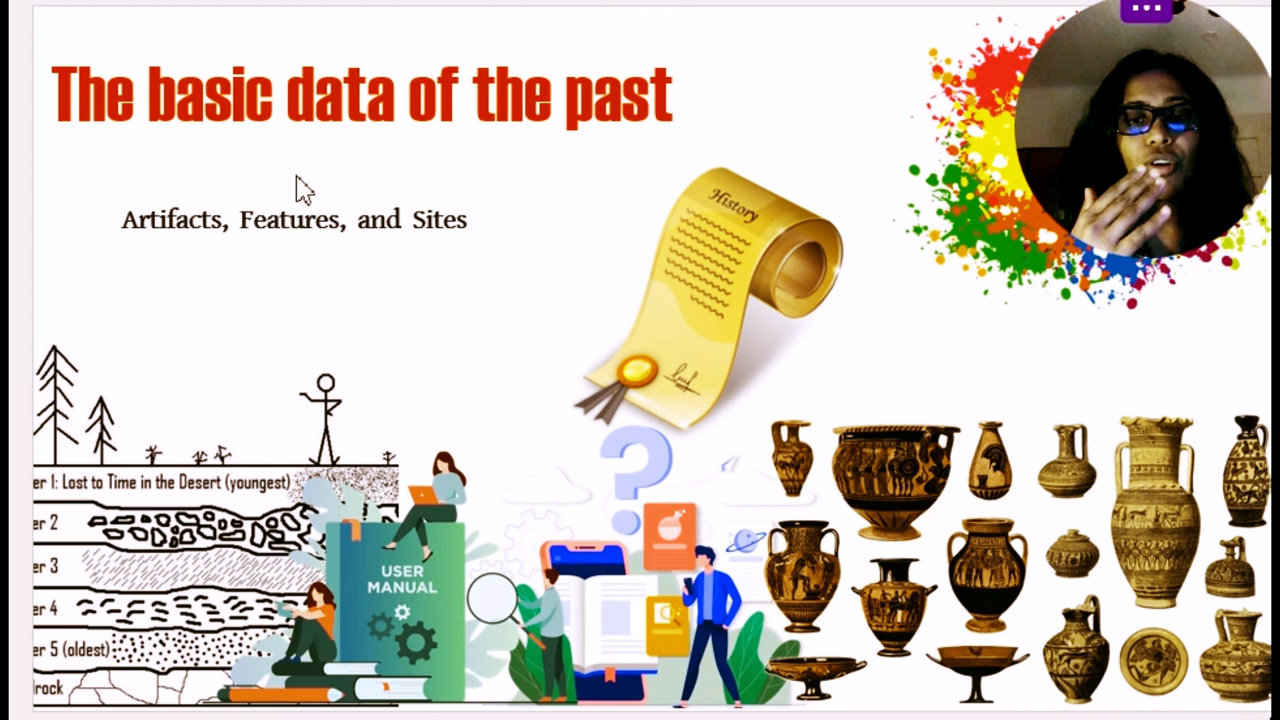 The basic data of the past
Artifacts, Features, and Sites
History
er 1: Lost to Time in the Desert (youngest)
er 2
er 3
er 4
er 5 (oldest)
lrock
USER
MANUAL